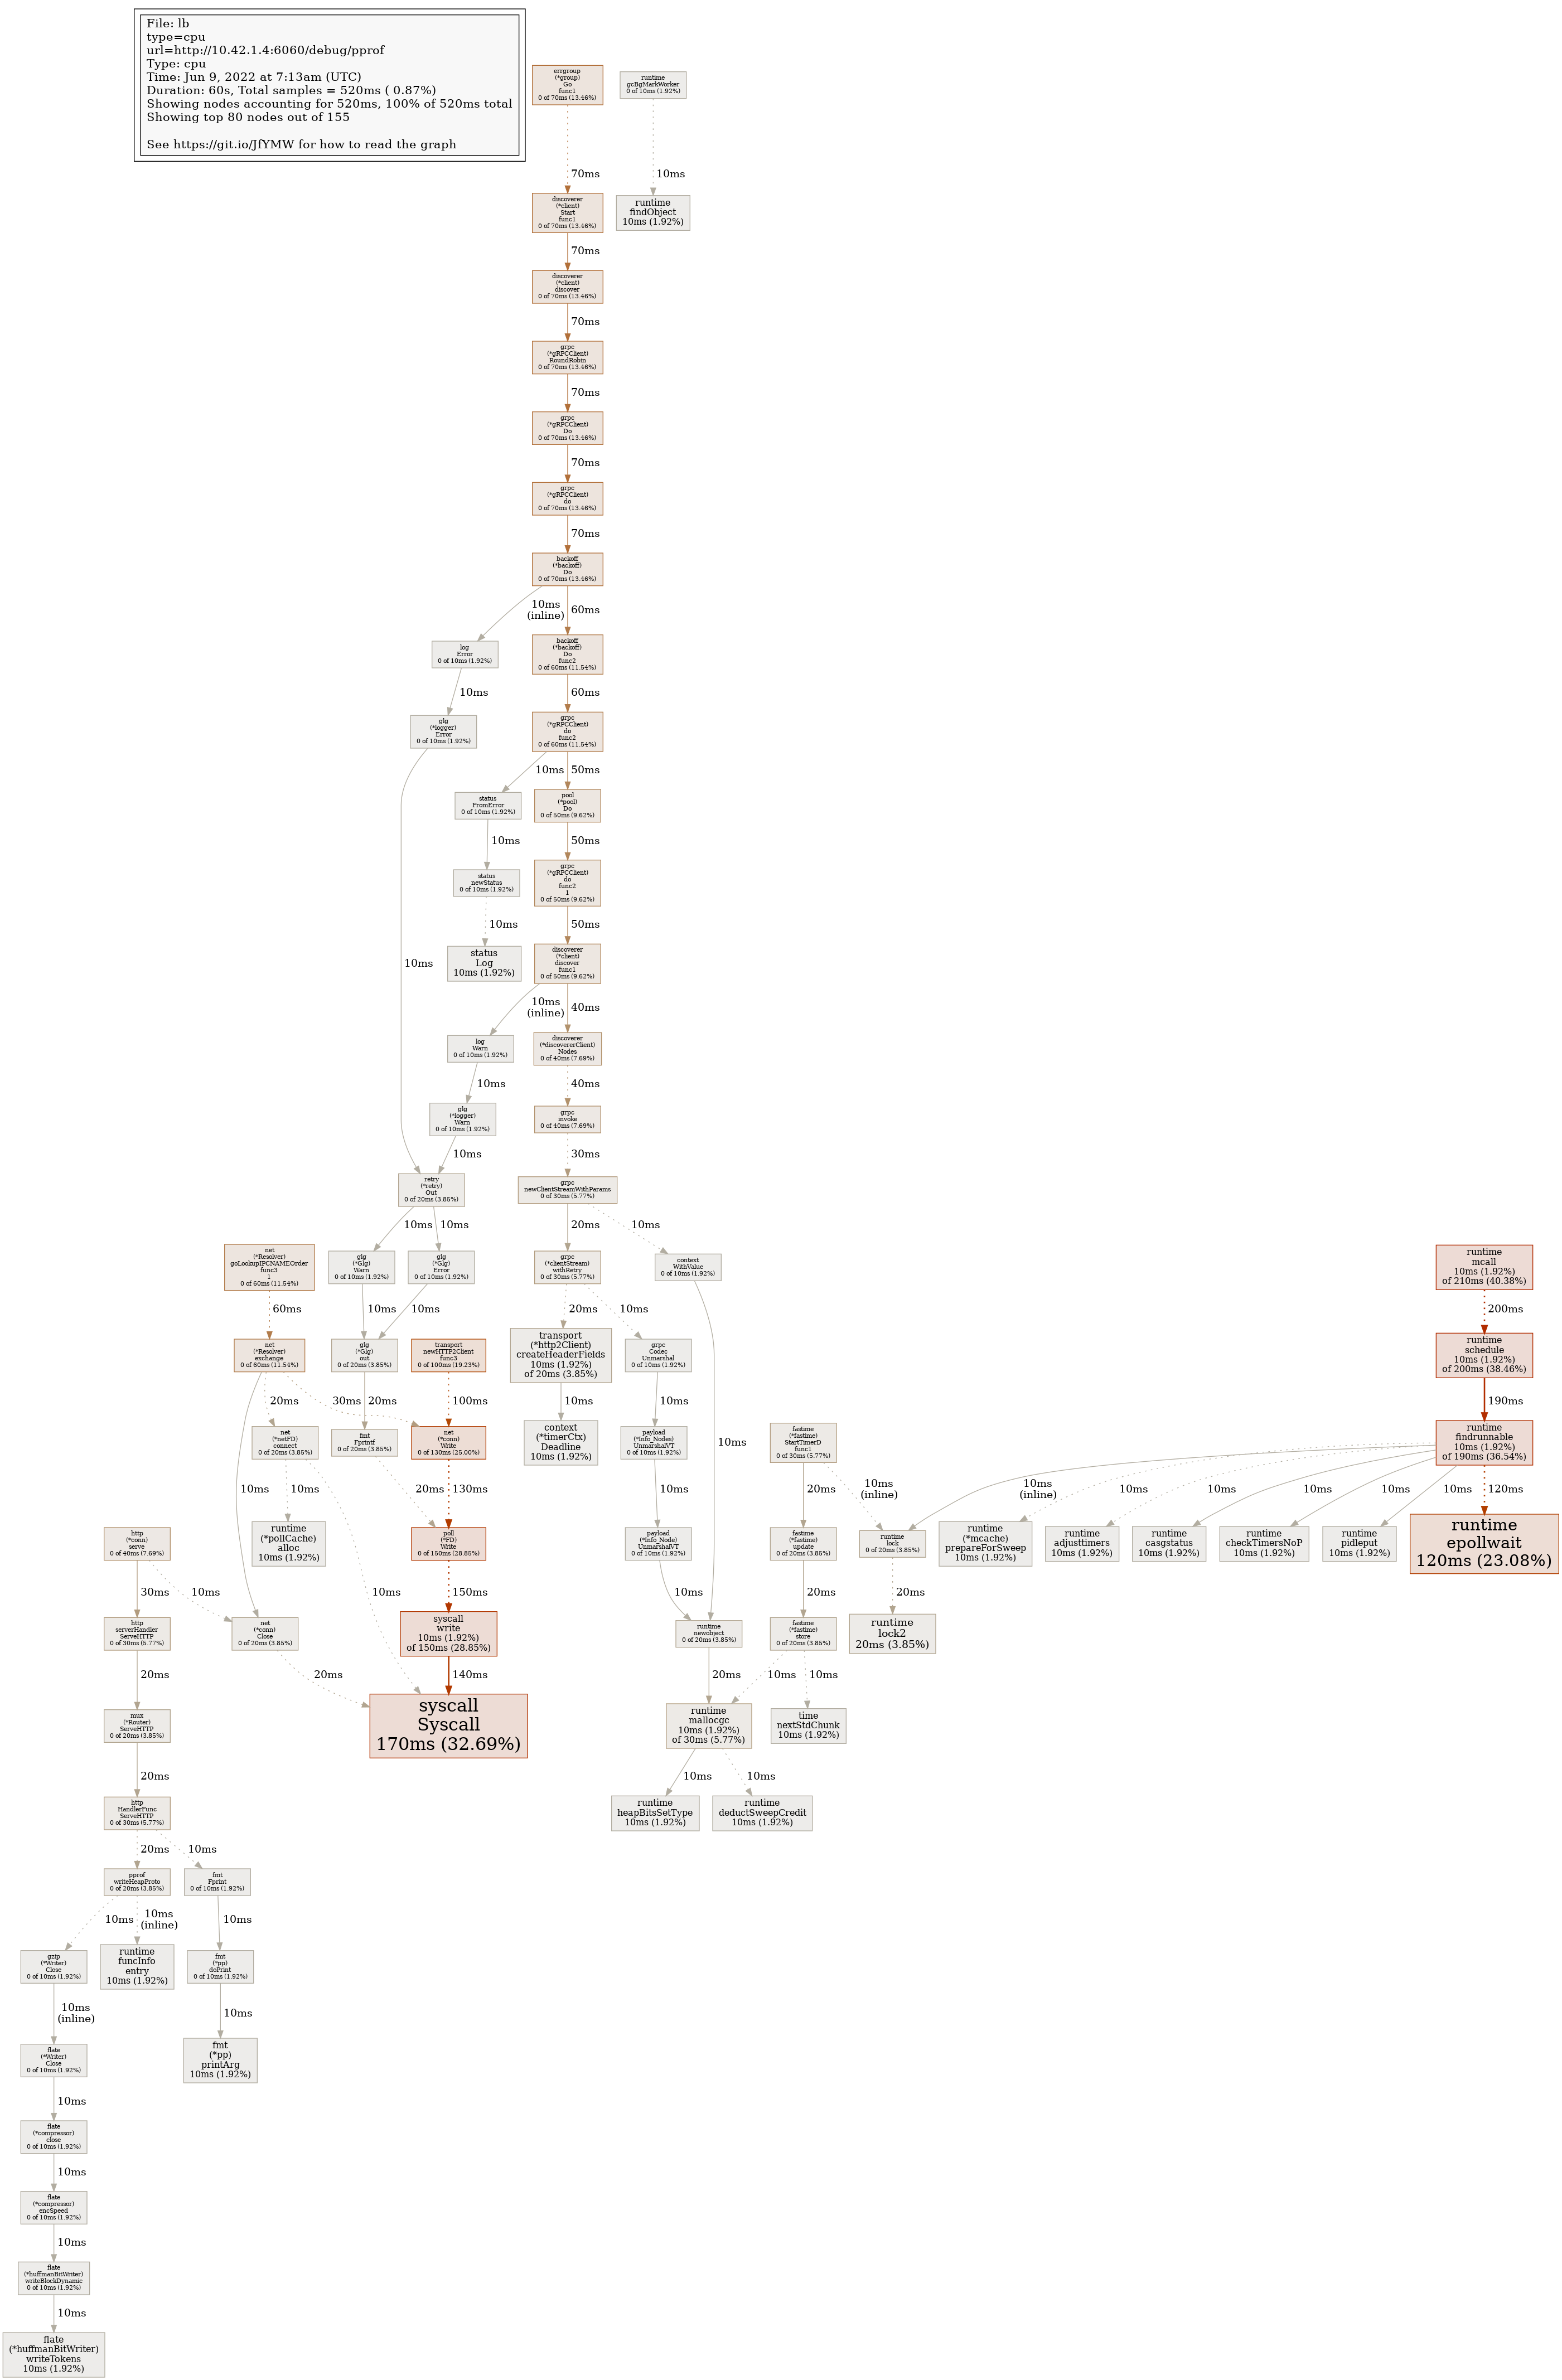 File: lb
type=cpu
url=http://10.42.1.4:6060/debug/pprof
Type: cpu
Time: Jun 9, 2022 at 7:13am (UTC)
Duration: 60s, Total samples = 520ms ( 0.87%)
Showing nodes accounting for 520ms, 100% of 520ms total
Showing top 80 nodes out of 155
See https://git.io/JfYMW for how to read the graph
errgroup
(*group)
Go
func1
0 of 70ms (13.46%)
runtime
gcBgMarkWorker
0 of 10ms (1.92%)
70ms
10ms
discoverer
(*client)
Start
func1
0 of 70ms (13.46%)
runtime
findObject
10ms (1.92%)
70ms
discoverer
(*client)
discover
0 of 70ms (13.46%)
70ms
grpc
(*gRPCClient)
RoundRobin
0 of 70ms (13.46%)
70ms
grpc
(*gRPCClient)
Do
0 of 70ms (13.46%)
70ms
grpc
(*gRPCClient)
do
0 of 70ms (13.46%)
70ms
backoff
(*backoff)
Do
0 of 70ms (13.46%)
10ms
(inline)
60ms
log
Error
0 of 10ms (1.92%)
backoff
(*backoff)
Do
func2
0 of 60ms (11.54%)
10ms
60ms
glg
(*logger)
Error
0 of 10ms (1.92%)
grpc
(*gRPCClient)
do
func2
0 of 60ms (11.54%)
10ms
50ms
status
FromError
0 of 10ms (1.92%)
pool
(*pool)
Do
0 of 50ms (9.62%)
10ms
50ms
status
newStatus
0 of 10ms (1.92%)
grpc
(*gRPCClient)
do
func2
1
0 of 50ms (9.62%)
10ms
50ms
10ms
status
Log
10ms (1.92%)
discoverer
(*client)
discover
func1
0 of 50ms (9.62%)
10ms
(inline)
40ms
log
Warn
0 of 10ms (1.92%)
discoverer
(*discovererClient)
Nodes
0 of 40ms (7.69%)
10ms
40ms
glg
(*logger)
Warn
0 of 10ms (1.92%)
grpc
invoke
0 of 40ms (7.69%)
10ms
30ms
retry
(*retry)
Out
0 of 20ms (3.85%)
grpc
newClientStreamWithParams
0 of 30ms (5.77%)
10ms
10ms
20ms
10ms
net
(*Resolver)
goLookupIPCNAMEOrder
func3
1
0 of 60ms (11.54%)
glg
(*Glg)
Warn
0 of 10ms (1.92%)
glg
(*Glg)
Error
0 of 10ms (1.92%)
grpc
(*clientStream)
withRetry
0 of 30ms (5.77%)
context
WithValue
0 of 10ms (1.92%)
runtime
mcall
10ms (1.92%)
of 210ms (40.38%)
60ms
10ms
10ms
20ms
10ms
200ms
net
(*Resolver)
exchange
0 of 60ms (11.54%)
glg
(*Glg)
out
0 of 20ms (3.85%)
transport
newHTTP2Client
func3
0 of 100ms (19.23%)
transport
(*http2Client)
createHeaderFields
10ms (1.92%)
of 20ms (3.85%)
grpc
Codec
Unmarshal
0 of 10ms (1.92%)
runtime
schedule
10ms (1.92%)
of 200ms (38.46%)
20ms
30ms
20ms
100ms
10ms
10ms
190ms
net
(*netFD)
connect
0 of 20ms (3.85%)
fmt
Fprintf
0 of 20ms (3.85%)
net
(*conn)
Write
0 of 130ms (25.00%)
context
(*timerCtx)
Deadline
10ms (1.92%)
payload
(*Info_Nodes)
UnmarshalVT
0 of 10ms (1.92%)
10ms
fastime
(*fastime)
StartTimerD
func1
0 of 30ms (5.77%)
runtime
findrunnable
10ms (1.92%)
of 190ms (36.54%)
10ms
10ms
20ms
130ms
10ms
20ms
10ms
(inline)
10ms
(inline)
10ms
10ms
10ms
10ms
120ms
http
(*conn)
serve
0 of 40ms (7.69%)
runtime
(*pollCache)
alloc
10ms (1.92%)
poll
(*FD)
Write
0 of 150ms (28.85%)
payload
(*Info_Node)
UnmarshalVT
0 of 10ms (1.92%)
fastime
(*fastime)
update
0 of 20ms (3.85%)
runtime
lock
0 of 20ms (3.85%)
runtime
(*mcache)
prepareForSweep
10ms (1.92%)
runtime
adjusttimers
10ms (1.92%)
runtime
casgstatus
10ms (1.92%)
runtime
checkTimersNoP
10ms (1.92%)
runtime
pidleput
10ms (1.92%)
runtime
epollwait
120ms (23.08%)
30ms
10ms
10ms
150ms
10ms
20ms
20ms
http
serverHandler
ServeHTTP
0 of 30ms (5.77%)
net
(*conn)
Close
0 of 20ms (3.85%)
syscall
write
10ms (1.92%)
of 150ms (28.85%)
runtime
newobject
0 of 20ms (3.85%)
fastime
(*fastime)
store
0 of 20ms (3.85%)
runtime
lock2
20ms (3.85%)
20ms
20ms
140ms
20ms
10ms
10ms
mux
(*Router)
ServeHTTP
0 of 20ms (3.85%)
syscall
Syscall
170ms (32.69%)
runtime
mallocgc
10ms (1.92%)
of 30ms (5.77%)
time
nextStdChunk
10ms (1.92%)
20ms
10ms
10ms
http
HandlerFunc
ServeHTTP
0 of 30ms (5.77%)
runtime
heapBitsSetType
10ms (1.92%)
runtime
deductSweepCredit
10ms (1.92%)
20ms
10ms
pprof
writeHeapProto
0 of 20ms (3.85%)
fmt
Fprint
0 of 10ms (1.92%)
10ms
10ms
(inline)
10ms
gzip
(*Writer)
Close
0 of 10ms (1.92%)
runtime
funcInfo
entry
10ms (1.92%)
fmt
(*pp)
doPrint
0 of 10ms (1.92%)
10ms
(inline)
10ms
flate
(*Writer)
Close
0 of 10ms (1.92%)
fmt
(*pp)
printArg
10ms (1.92%)
10ms
flate
(*compressor)
close
0 of 10ms (1.92%)
10ms
flate
(*compressor)
encSpeed
0 of 10ms (1.92%)
10ms
flate
(*huffmanBitWriter)
writeBlockDynamic
0 of 10ms (1.92%)
10ms
flate
(*huffmanBitWriter)
writeTokens
10ms (1.92%)